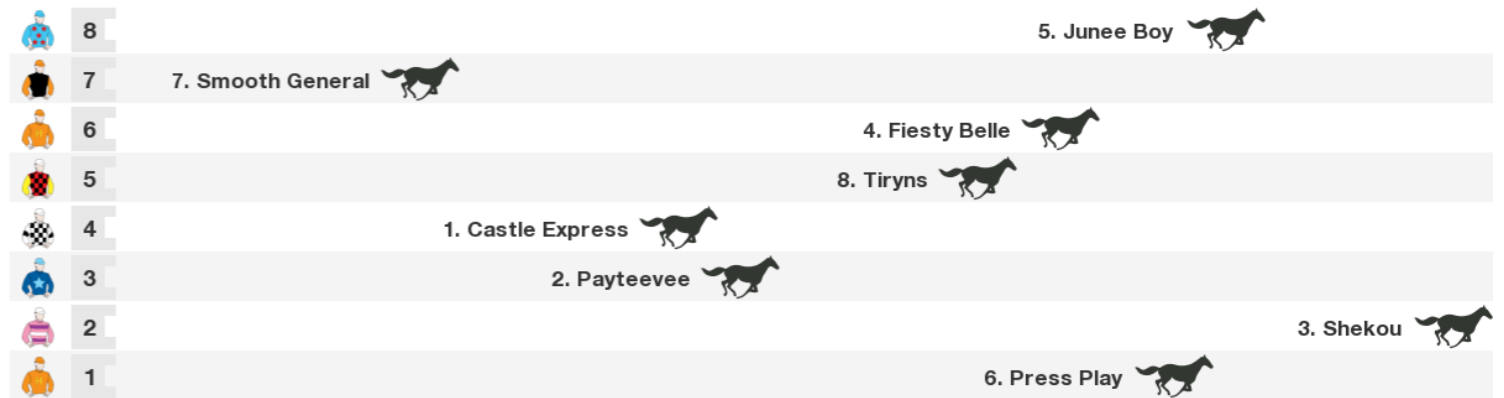 8 5. Junee Boy
7 7. Smooth General
6 4. Fiesty Belle
5 8. Tiryns
4 1. Castle Express
3 2. Payteevee
2 3. Shekou
1 6. Press Play